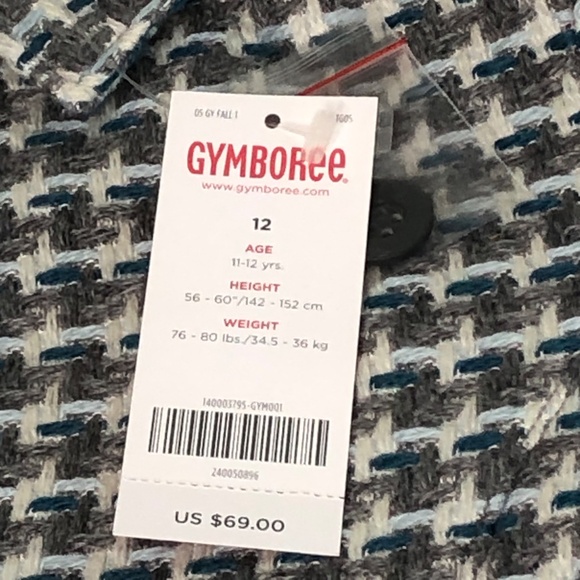 05 GY FALL 1 1G05
GYMBOREE
www.gymboree.com
12
AGE
11-12 yrs.
HEIGHT
56 - 60"/142 - 152 cm
WEIGHT
76 - 80 lbs./34.5 - 36 kg
140003795-GYM001
240050896
US $69.00